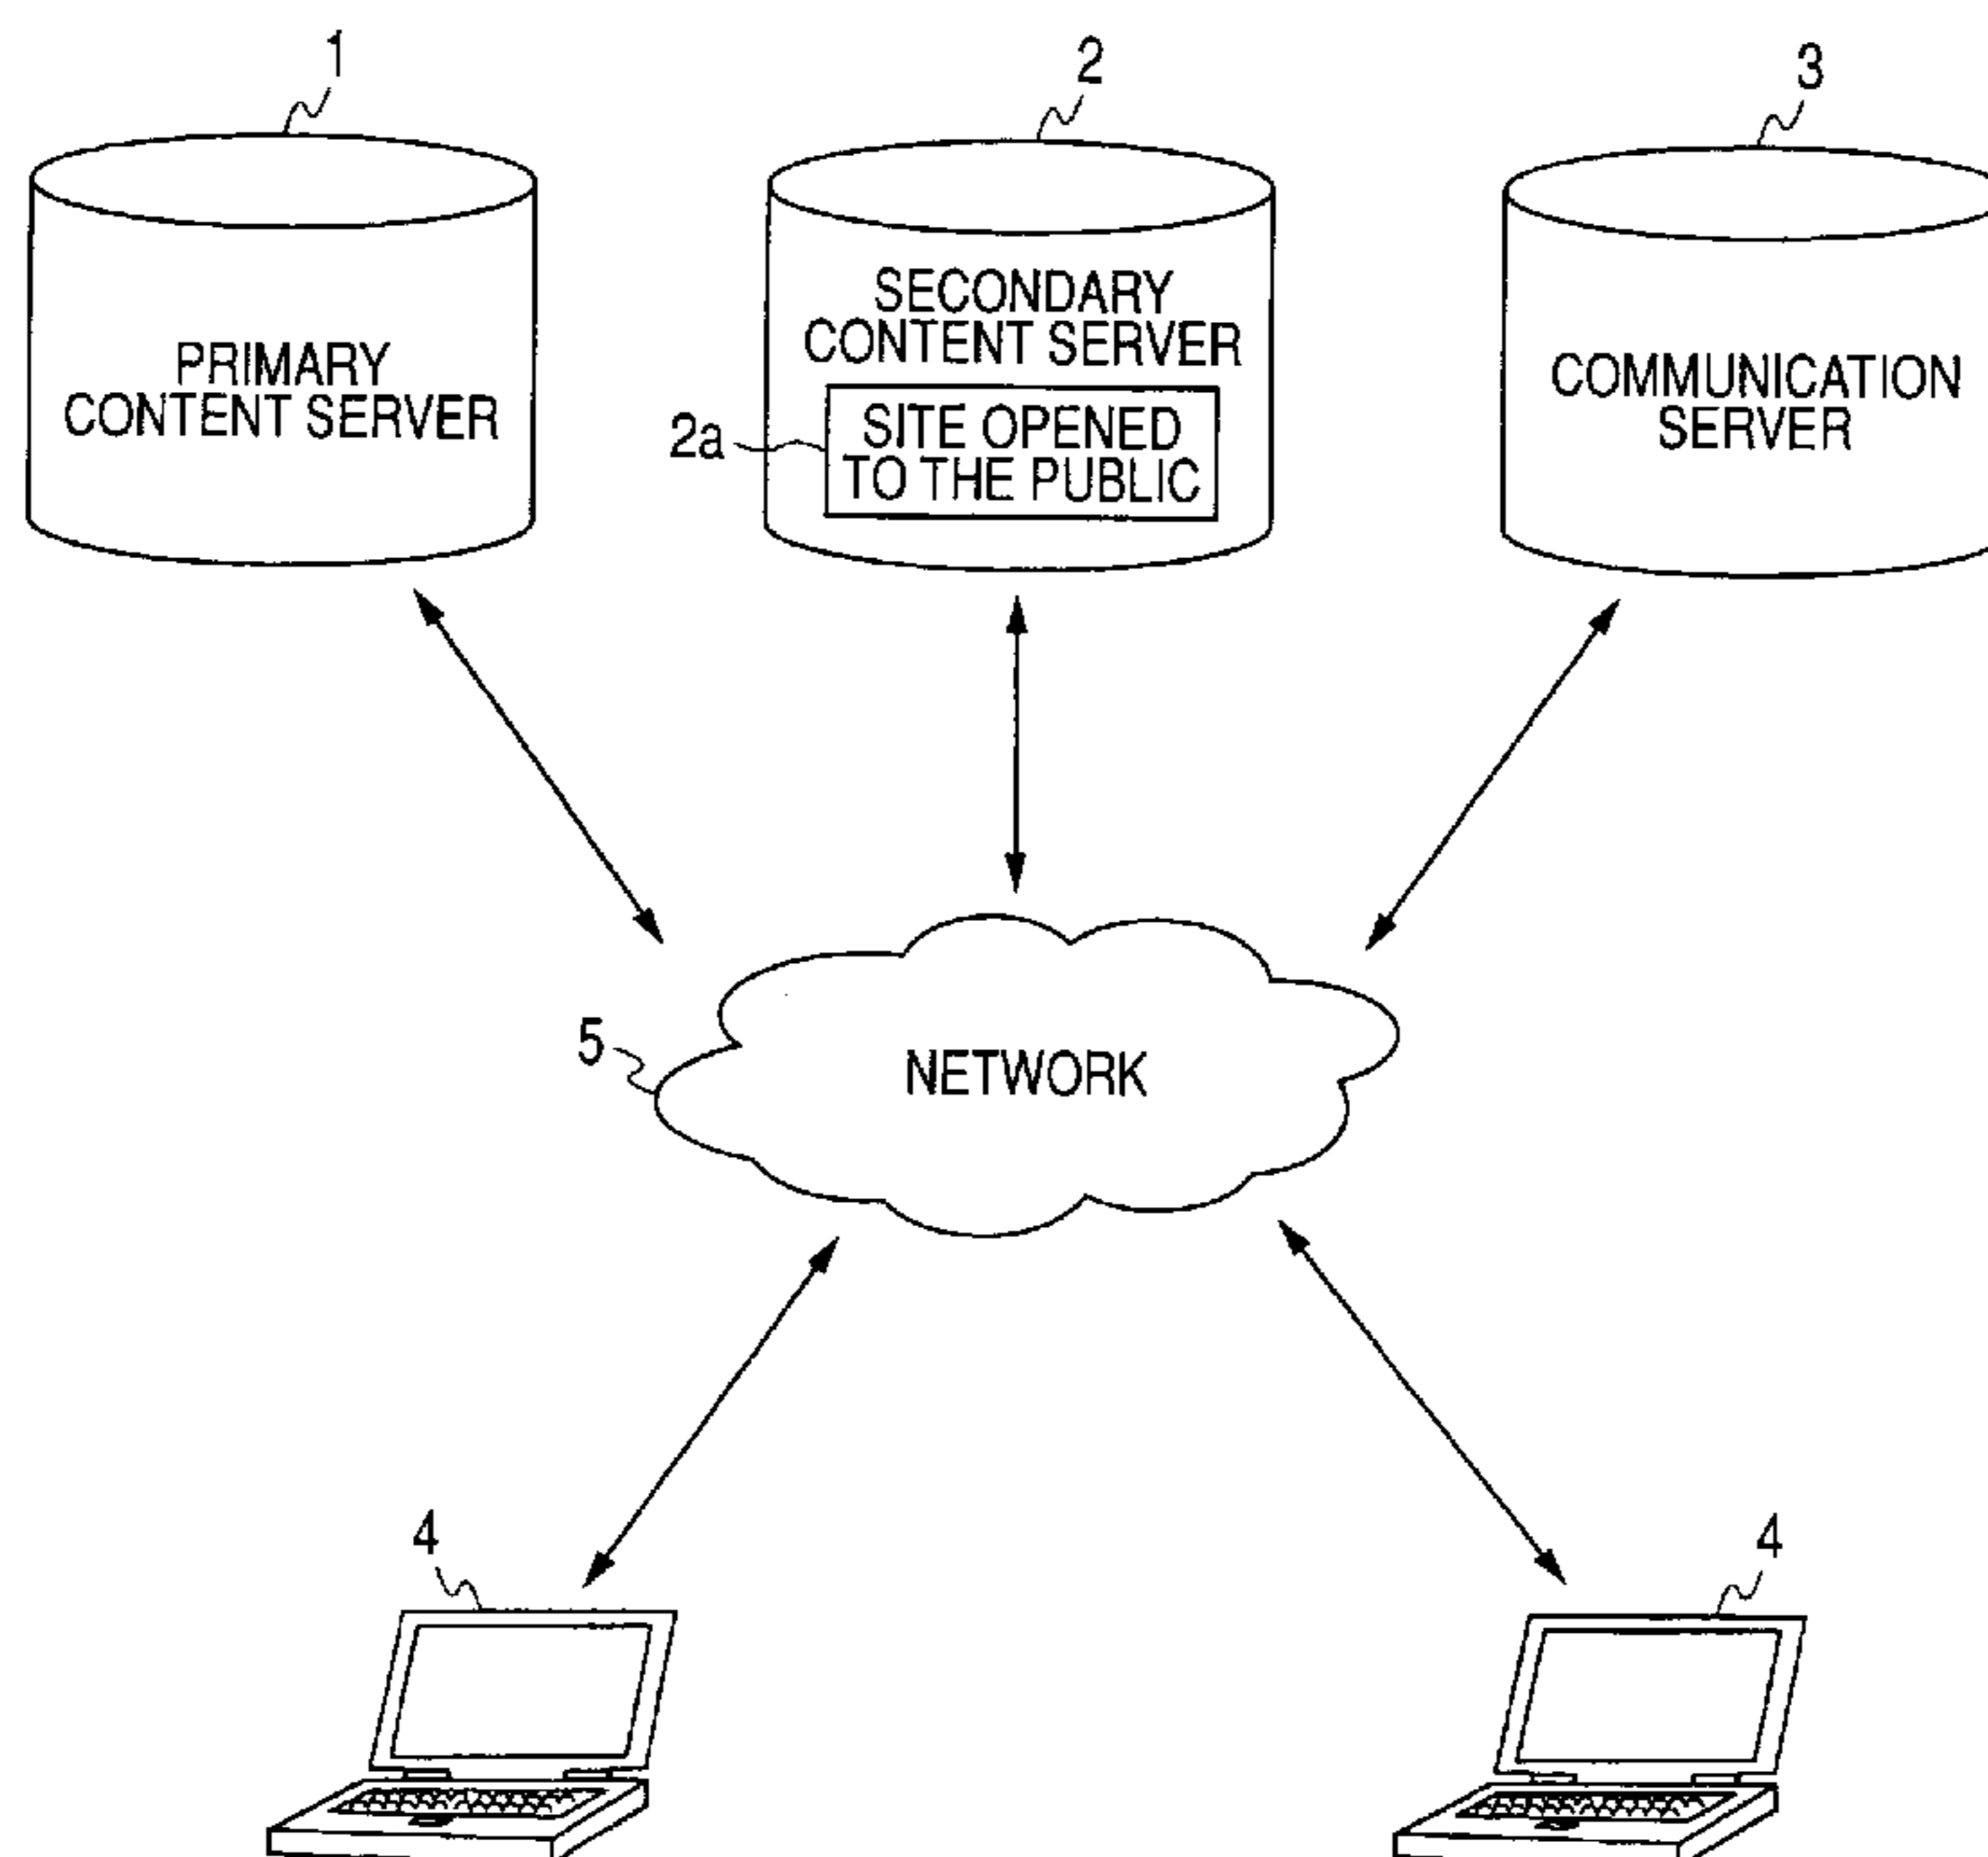 1
2
3
PRIMARY
CONTENT SERVER
SECONDARY
CONTENT SERVER
2a
SITE OPENED
TO THE PUBLIC
COMMUNICATION
SERVER
5
NETWORK
4
4